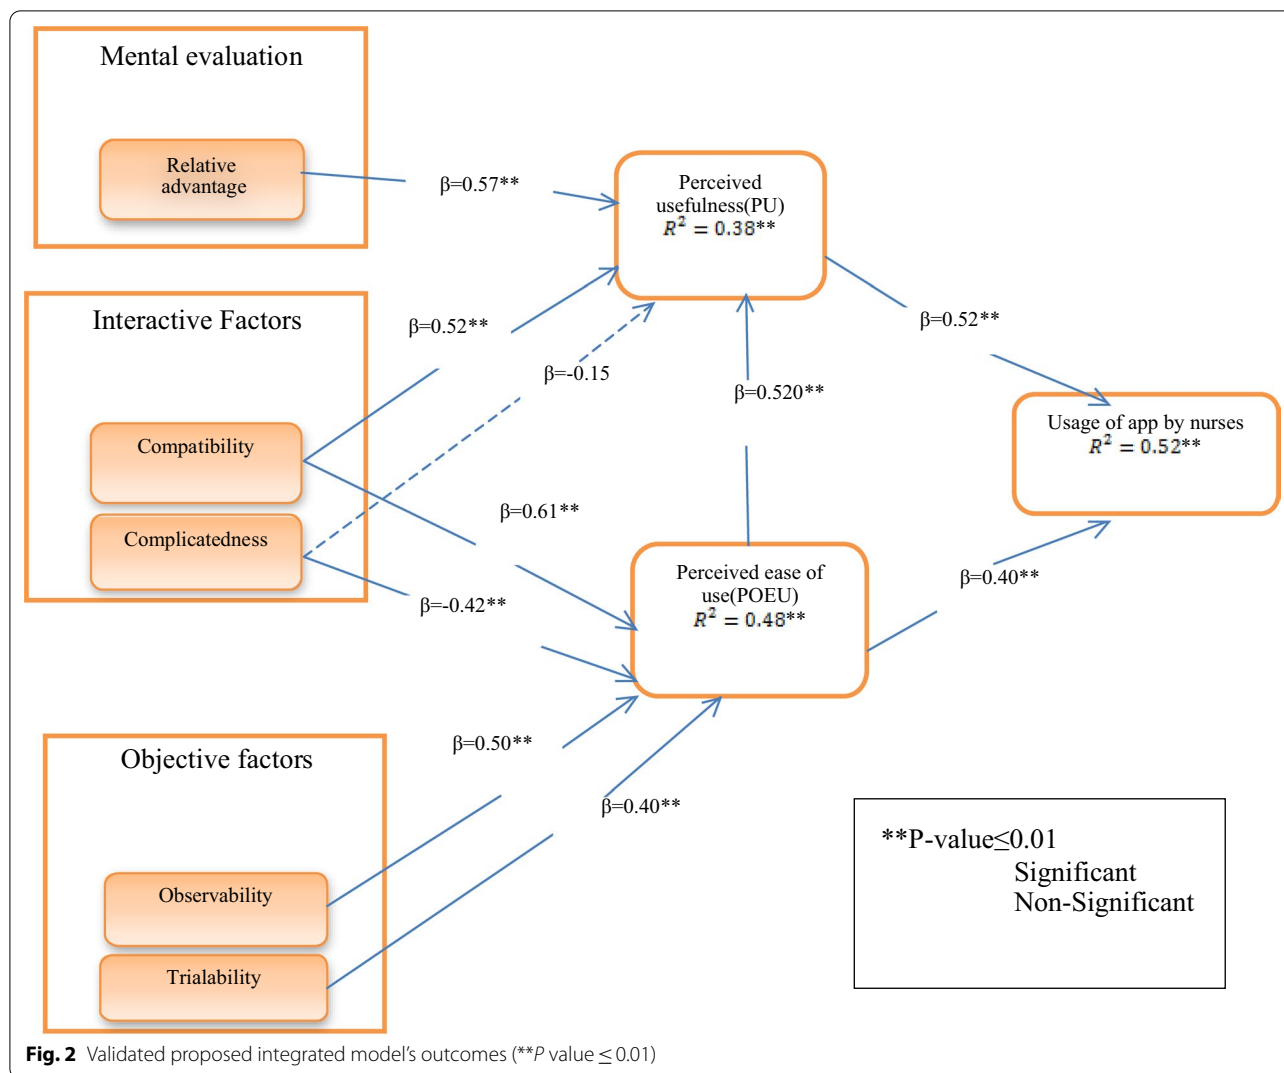 Mental evaluation
Relative
advantage
β=0.57**
Perceived
usefulness(PU)
R² = 0.38**
Interactive Factors
β=0.52**
β=0.52**
β=-0.15
β=0.520**
Compatibility
Usage of app by nurses
R² = 0.52**
β=0.61**
Complicatedness
Perceived ease of
use(POEU)
R² = 0.48**
β=-0.42**
β=0.40**
Objective factors
β=0.50**
β=0.40**
Observability
Trialability
**P-value≤0.01
Significant
Non-Significant
Fig. 2 Validated proposed integrated model’s outcomes (**P value ≤ 0.01)